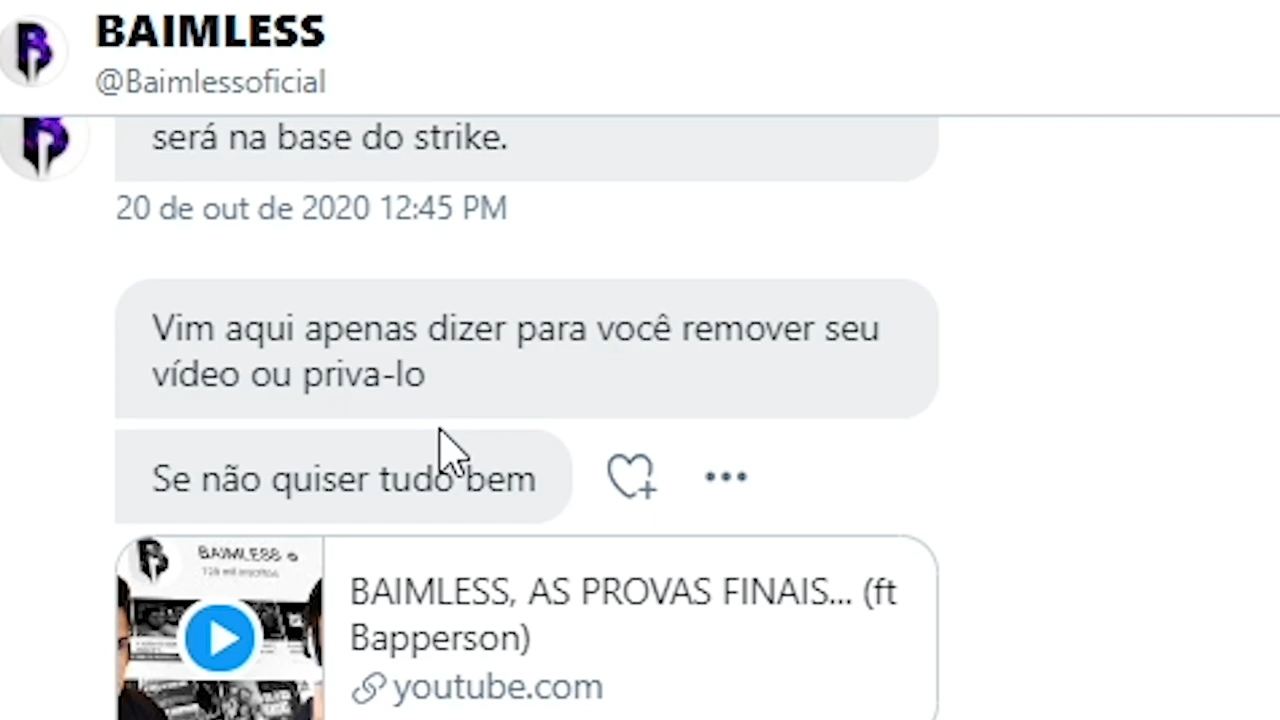 BAIMLESS
@Baimlessoficial
será na base do strike.
20 de out de 2020 12:45 PM
Vim aqui apenas dizer para você remover seu
vídeo ou priva-lo
Se não quiser tudo bem
BAIMLESS
BAIMLESS, AS PROVAS FINAIS... (ft
Bapperson)
youtube.com